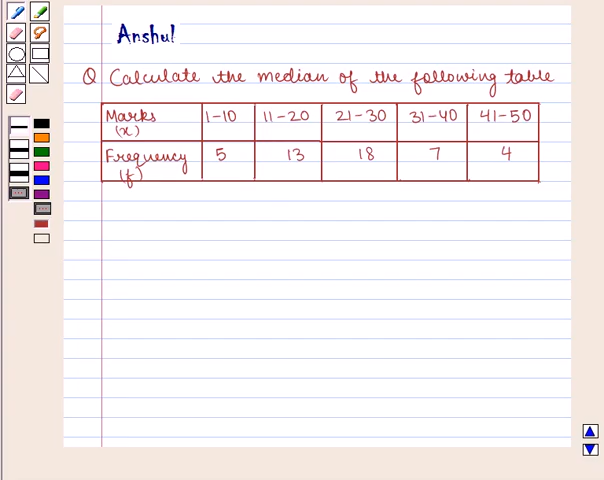 Anshul
Q Calculate the median of the following table
Marks (x) 1-10 11-20 21-30 31-40 41-50
Frequency (f) 5 13 18 7 4